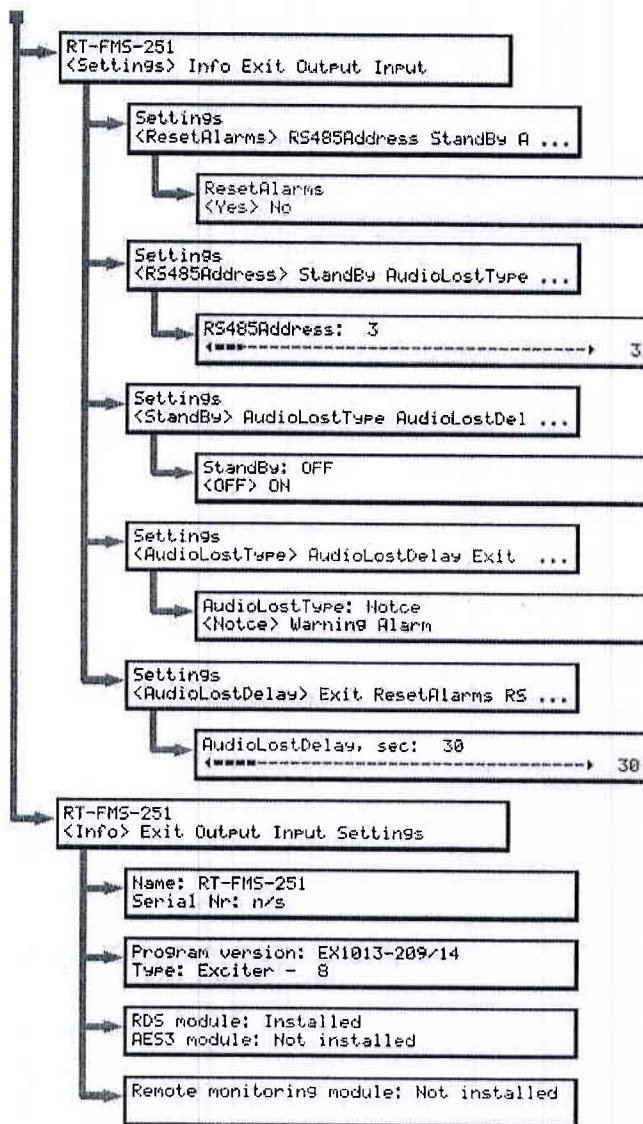 RT-FMS-251
<Settings> Info Exit Output Input
Settings
<ResetAlarms> RS485Address StandBy A ...
ResetAlarms
<Yes> No
Settings
<RS485Address> StandBy AudioLostType ...
RS485Address: 3
3
Settings
<StandBy> AudioLostType AudioLostDel ...
StandBy: OFF
<OFF> ON
Settings
<AudioLostType> AudioLostDelay Exit ...
AudioLostType: Notce
<Notce> Warning Alarm
Settings
<AudioLostDelay> Exit ResetAlarms RS ...
AudioLostDelay, sec: 30
30
RT-FMS-251
<Info> Exit Output Input Settings
Name: RT-FMS-251
Serial Nr: n/s
Program version: EX1013-209/14
Type: Exciter - 8
RDS module: Installed
AES3 module: Not installed
Remote monitoring module: Not installed